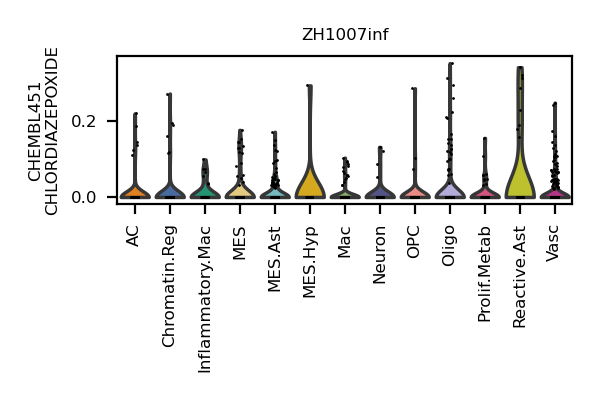 ZH1007inf
CHEMBL451
CHLORDIAZEPOXIDE
0.2
0.0
AC
Chromatin.Reg
Inflammatory.Mac
MES
MES.Ast
MES.Hyp
Mac
Neuron
OPC
Oligo
Prolif.Metab
Reactive.Ast
Vasc